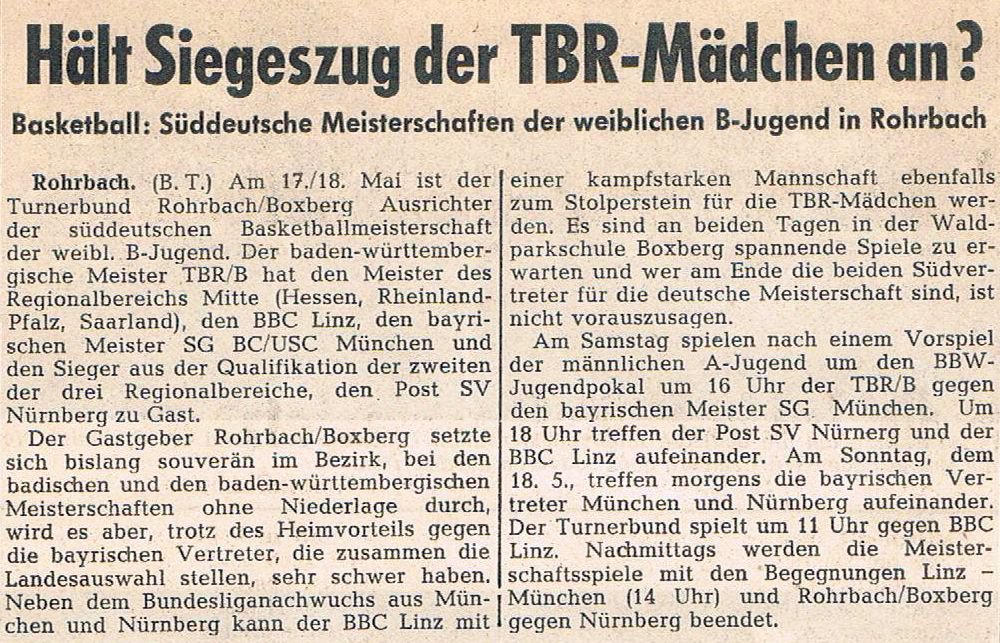 Hält Siegeszug der TBR-Mädchen an?
Basketball: Süddeutsche Meisterschaften der weiblichen B-Jugend in Rohrbach
Rohrbach. (B. T.) Am 17./18. Mai ist der
Turnerbund Rohrbach/Boxberg Ausrichter
der süddeutschen Basketballmeisterschaft
der weibl. B-Jugend. Der baden-württember-
gische Meister TBR/B hat den Meister des
Regionalbereichs Mitte (Hessen, Rheinland-
Pfalz, Saarland), den BBC Linz, den bayri-
schen Meister SG BC/USC München und
den Sieger aus der Qualifikation der zweiten
der drei Regionalbereiche, den Post SV
Nürnberg zu Gast.
Der Gastgeber Rohrbach/Boxberg setzte
sich bislang souverän im Bezirk, bei den
badischen und den baden-württembergischen
Meisterschaften ohne Niederlage durch,
wird es aber, trotz des Heimvorteils gegen
die bayrischen Vertreter, die zusammen die
Landesauswahl stellen, sehr schwer haben.
Neben dem Bundesliganachwuchs aus Mün-
chen und Nürnberg kann der BBC Linz mit
einer kampfstarken Mannschaft ebenfalls
zum Stolperstein für die TBR-Mädchen wer-
den. Es sind an beiden Tagen in der Wald-
parkschule Boxberg spannende Spiele zu er-
warten und wer am Ende die beiden Südver-
treter für die deutsche Meisterschaft sind, ist
nicht vorauszusagen.
Am Samstag spielen nach einem Vorspiel
der männlichen A-Jugend um den BBW-
Jugendpokal um 16 Uhr der TBR/B gegen
den bayrischen Meister SG München. Um
18 Uhr treffen der Post SV Nürnerg und der
BBC Linz aufeinander. Am Sonntag, dem
18. 5., treffen morgens die bayrischen Ver-
treter München und Nürnberg aufeinander.
Der Turnerbund spielt um 11 Uhr gegen BBC
Linz. Nachmittags werden die Meister-
schaftsspiele mit den Begegnungen Linz –
München (14 Uhr) und Rohrbach/Boxberg
gegen Nürnberg beendet.